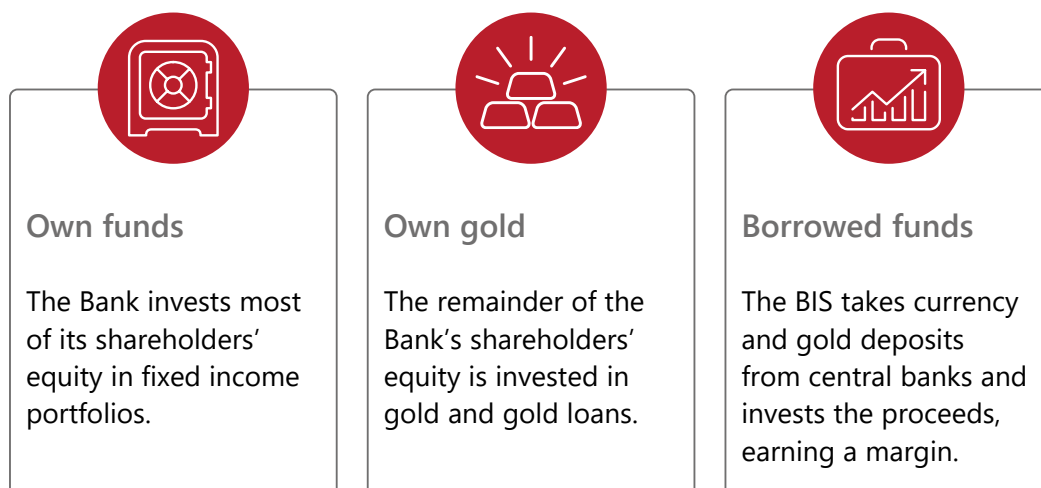 Own funds
The Bank invests most
of its shareholders’
equity in fixed income
portfolios.
Own gold
The remainder of the
Bank’s shareholders’
equity is invested in
gold and gold loans.
Borrowed funds
The BIS takes currency
and gold deposits
from central banks and
invests the proceeds,
earning a margin.